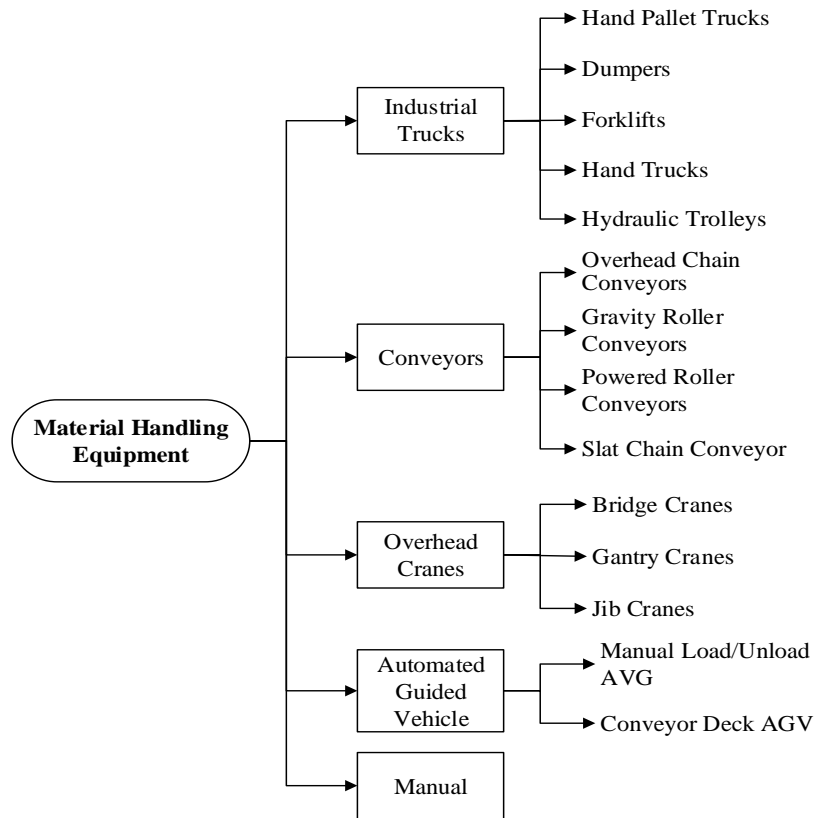 Material Handling
Equipment
Industrial
Trucks
Hand Pallet Trucks
Dumpers
Forklifts
Hand Trucks
Hydraulic Trolleys
Conveyors
Overhead Chain
Conveyors
Gravity Roller
Conveyors
Powered Roller
Conveyors
Slat Chain Conveyor
Overhead
Cranes
Bridge Cranes
Gantry Cranes
Jib Cranes
Automated
Guided
Vehicle
Manual Load/Unload
AVG
Conveyor Deck AGV
Manual